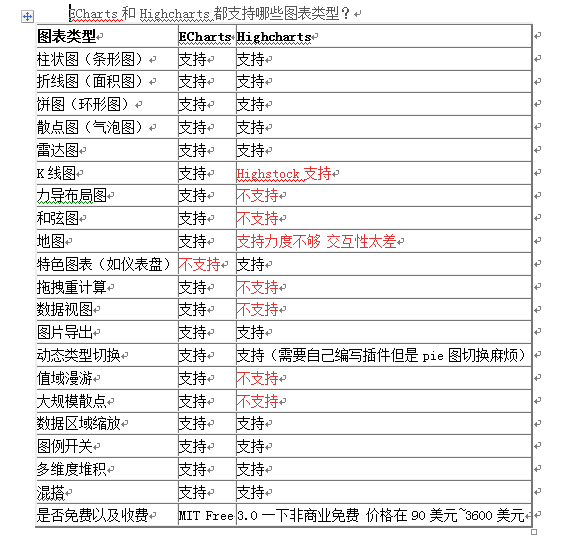 ECharts 和 Highcharts 都支持哪些图表类型？
图表类型 ECharts Highcharts
柱状图（条形图） 支持 支持
折线图（面积图） 支持 支持
饼图（环形图） 支持 支持
散点图（气泡图） 支持 支持
雷达图 支持 支持
K 线图 支持 Highstock 支持
力导布局图 支持 不支持
和弦图 支持 不支持
地图 支持 支持力度不够 交互性太差
特色图表（如仪表盘） 不支持 支持
拖拽重计算 支持 不支持
数据视图 支持 不支持
图片导出 支持 支持
动态类型切换 支持 支持（需要自己编写插件但是 pie 图切换麻烦）
值域漫游 支持 不支持
大规模散点 支持 不支持
数据区域缩放 支持 支持
图例开关 支持 支持
多维度堆积 支持 支持
混搭 支持 支持
是否免费以及收费 MIT Free 3.0 一下非商业免费 价格在 90 美元~3600 美元